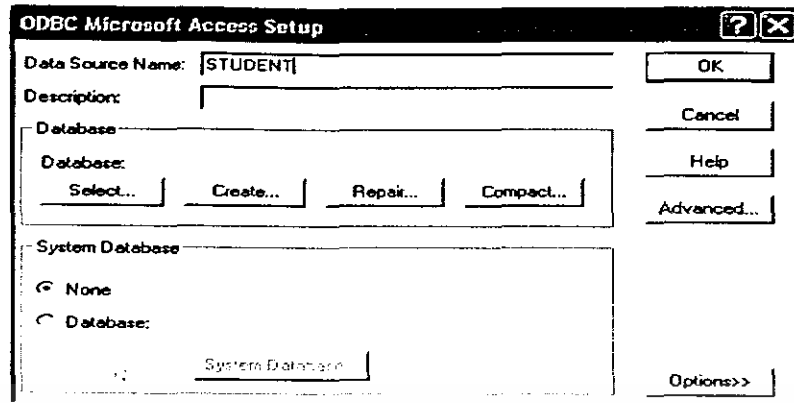 ODBC Microsoft Access Setup
Data Source Name: STUDENT
OK
Description:
Cancel
Database
Database:
Help
Select... Create... Repair... Compact...
Advanced...
System Database
None
Database:
System Database
Options>>